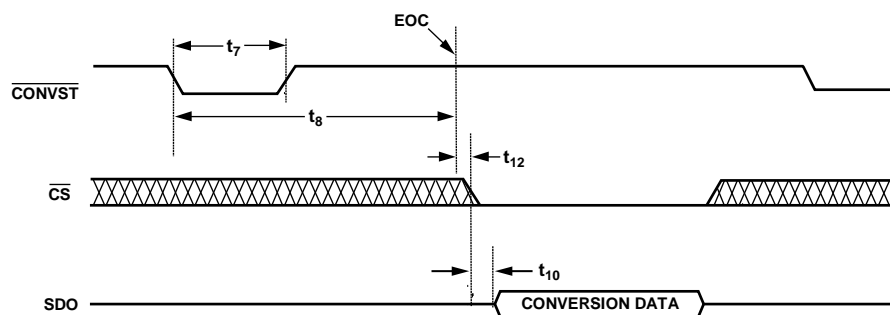 EOC
t7
CONVST
t8
t12
CS
t10
SDO
CONVERSION DATA